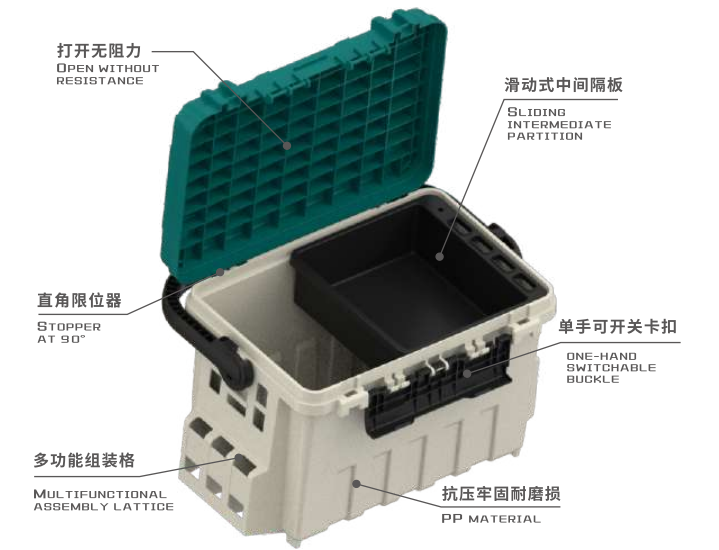 打开无阻力
OPEN WITHOUT
RESISTANCE
滑动式中间隔板
SLIDING
INTERMEDIATE
PARTITION
直角限位器
STOPPER
AT 90°
单手可开关卡扣
ONE-HAND
SWITCHABLE
BUCKLE
多功能组装格
MULTIFUNCTIONAL
ASSEMBLY LATTICE
抗压牢固耐磨损
PP MATERIAL